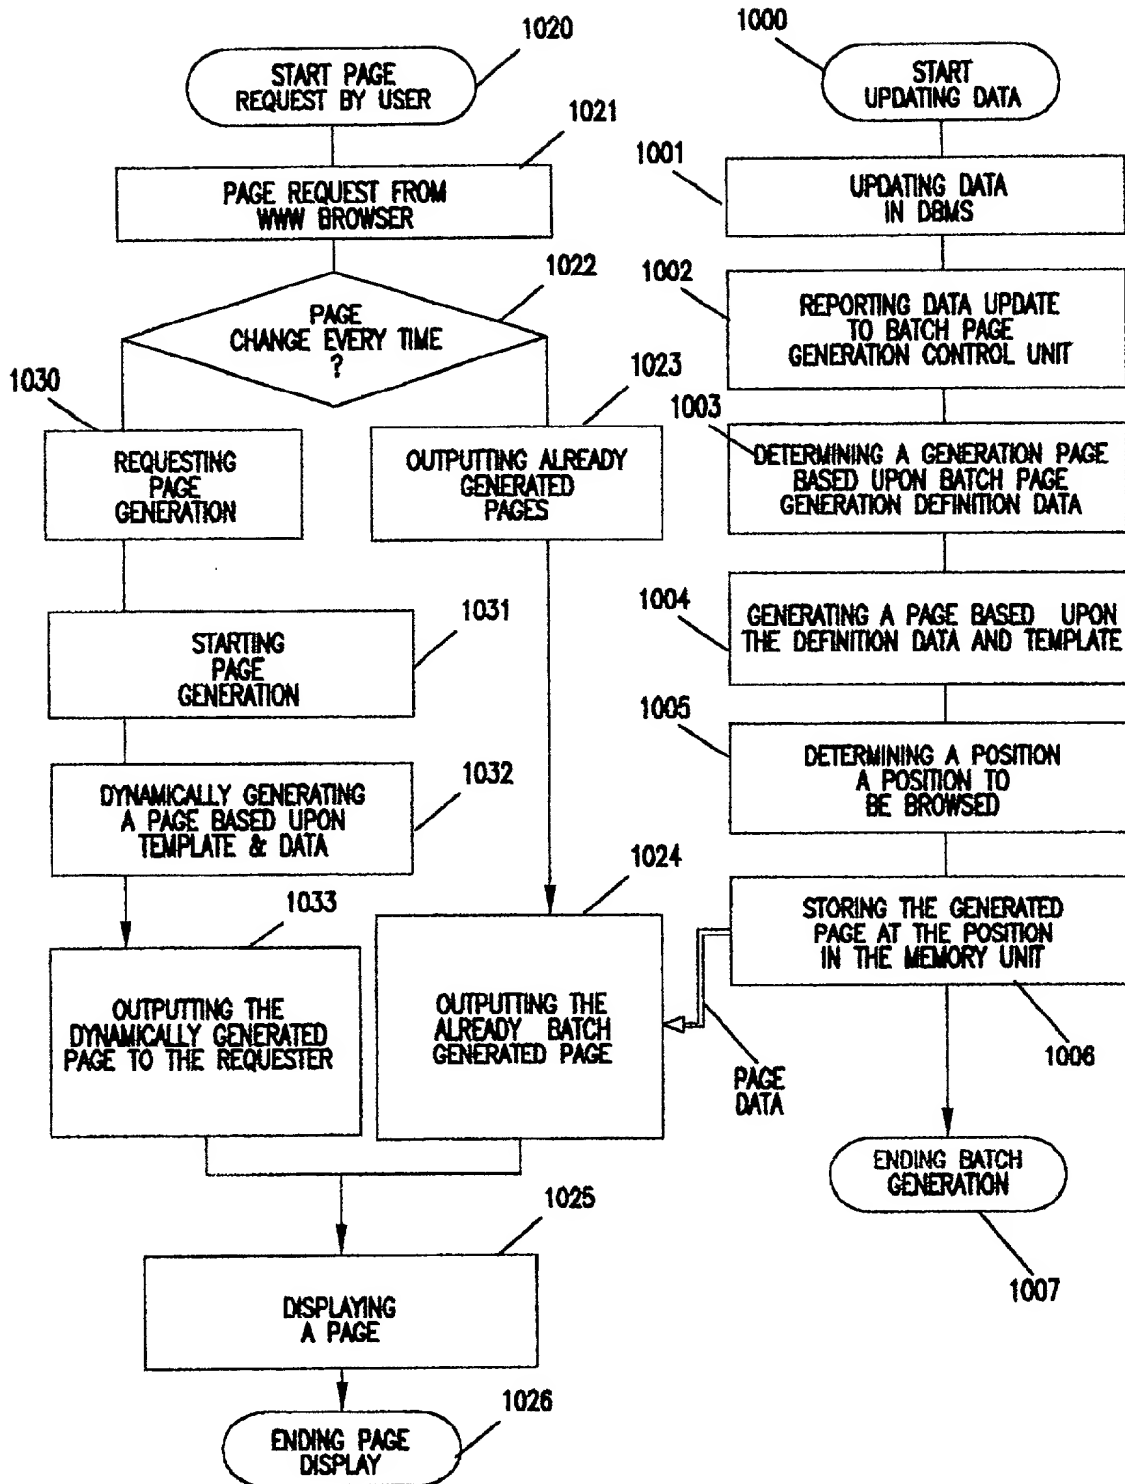 1020
START PAGE
REQUEST BY USER
1021
PAGE REQUEST FROM
WWW BROWSER
1022
PAGE
CHANGE EVERY TIME
?
1030
REQUESTING
PAGE
GENERATION
1023
OUTPUTTING ALREADY
GENERATED
PAGES
1031
STARTING
PAGE
GENERATION
1032
DYNAMICALLY GENERATING
A PAGE BASED UPON
TEMPLATE & DATA
1033
OUTPUTTING THE
DYNAMICALLY GENERATED
PAGE TO THE REQUESTER
1024
OUTPUTTING THE
ALREADY BATCH
GENERATED PAGE
1025
DISPLAYING
A PAGE
1026
ENDING PAGE
DISPLAY
1000
START
UPDATING DATA
1001
UPDATING DATA
IN DBMS
1002
REPORTING DATA UPDATE
TO BATCH PAGE
GENERATION CONTROL UNIT
1003
DETERMINING A GENERATION PAGE
BASED UPON BATCH PAGE
GENERATION DEFINITION DATA
1004
GENERATING A PAGE BASED UPON
THE DEFINITION DATA AND TEMPLATE
1005
DETERMINING A POSITION
A POSITION TO
BE BROWSED
STORING THE GENERATED
PAGE AT THE POSITION
IN THE MEMORY UNIT
1006
PAGE
DATA
ENDING BATCH
GENERATION
1007